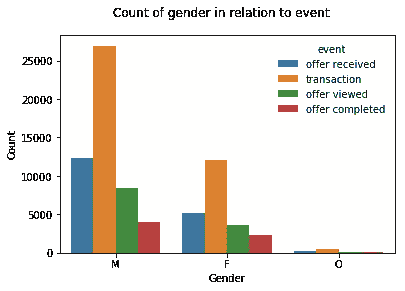 Count of gender in relation to event
event
offer received
transaction
offer viewed
offer completed
25000
20000
15000
10000
5000
0
Count
M F O
Gender